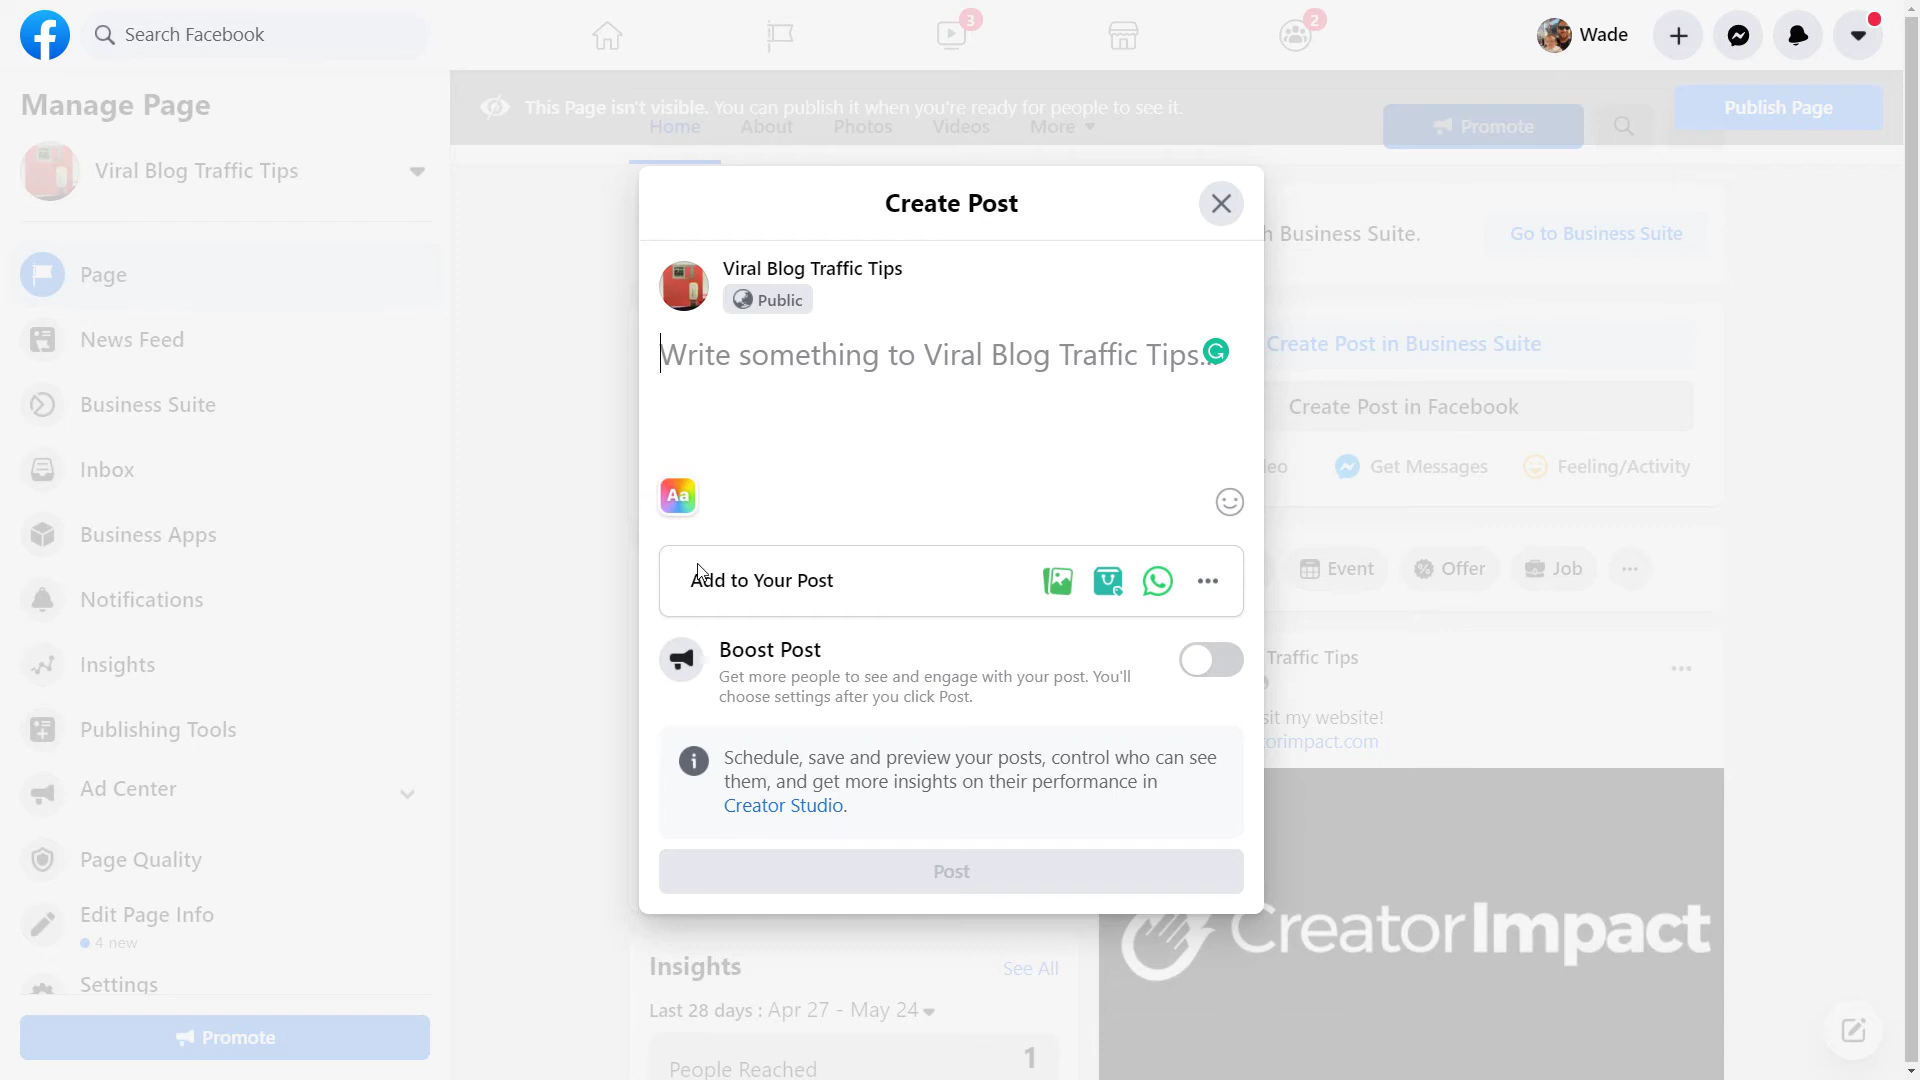 Search Facebook
3
2
Wade
Manage Page
Viral Blog Traffic Tips
Page
News Feed
Business Suite
Inbox
Business Apps
Notifications
Insights
Publishing Tools
Ad Center
Page Quality
Edit Page Info
4 new
Settings
Promote
This Page isn't visible. You can publish it when you're ready for people to see it.
Publish Page
Home About Photos Videos More
Promote
Create Post
Viral Blog Traffic Tips
Public
Write something to Viral Blog Traffic Tips...
Aa
Add to Your Post
Boost Post
Get more people to see and engage with your post. You'll
choose settings after you click Post.
Schedule, save and preview your posts, control who can see
them, and get more insights on their performance in
Creator Studio.
Post
Business Suite.
Go to Business Suite
Create Post in Business Suite
Create Post in Facebook
Get Messages
Feeling/Activity
Event
Offer
Job
Traffic Tips
my website!
CreatorImpact
Insights
See All
Last 28 days : Apr 27 - May 24
People Reached
1